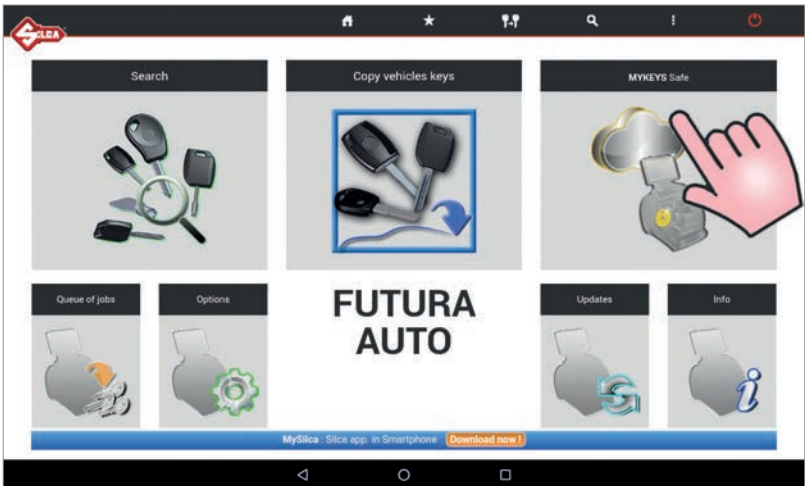 SILCA
Search
Copy vehicles keys
MYKEYS Safe
Queue of jobs
Options
FUTURA
AUTO
Updates
Info
MySilca : Silca app. in Smartphone Download now !